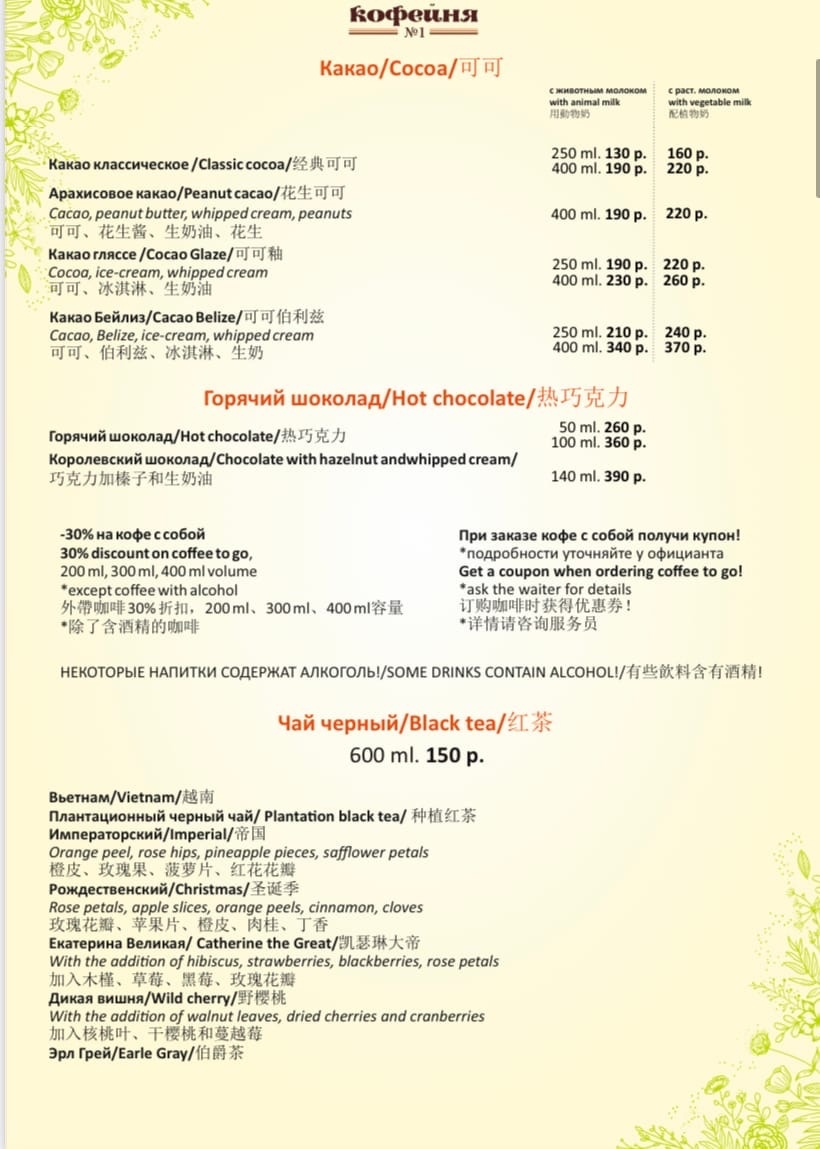 кофейня
№1
Какао/Cocoa/可可
с животным молоком
with animal milk
用動物奶
с раст. молоком
with vegetable milk
配植物奶
Какао классическое /Classic cocoa/经典可可
250 ml. 130 р. 160 р.
400 ml. 190 р. 220 р.
Арахисовое какао/Peanut cacao/花生可可
Cacao, peanut butter, whipped cream, peanuts 400 ml. 190 р. 220 р.
可可、花生酱、生奶油、花生
Какао гляссе /Cocao Glaze/可可釉
Cocoa, ice-cream, whipped cream 250 ml. 190 р. 220 р.
可可、冰淇淋、生奶油 400 ml. 230 р. 260 р.
Какао Бейлиз/Cacao Belize/可可伯利兹
Cacao, Belize, ice-cream, whipped cream 250 ml. 210 р. 240 р.
可可、伯利兹、冰淇淋、生奶 400 ml. 340 р. 370 р.
Горячий шоколад/Hot chocolate/热巧克力
Горячий шоколад/Hot chocolate/热巧克力
50 ml. 260 р.
100 ml. 360 р.
Королевский шоколад/Chocolate with hazelnut andwhipped cream/
巧克力加榛子和生奶油 140 ml. 390 р.
-30% на кофе с собой
30% discount on coffee to go,
200 ml, 300 ml, 400 ml volume
*except coffee with alcohol
外带咖啡30% 折扣，200 ml、300 ml、400 ml容量
*除了含酒精的咖啡
При заказе кофе с собой получи купон!
*подробности уточняйте у официанта
Get a coupon when ordering coffee to go!
*ask the waiter for details
订购咖啡时获得优惠券！
*详情请咨询服务员
НЕКОТОРЫЕ НАПИТКИ СОДЕРЖАТ АЛКОГОЛЬ!/SOME DRINKS CONTAIN ALCOHOL!/有些飲料含有酒精!
Чай черный/Black tea/红茶
600 ml. 150 р.
Вьетнам/Vietnam/越南
Плантационный черный чай/ Plantation black tea/ 种植红茶
Императорский/Imperial/帝国
Orange peel, rose hips, pineapple pieces, safflower petals
橙皮、玫瑰果、菠萝片、红花花瓣
Рождественский/Christmas/圣诞季
Rose petals, apple slices, orange peels, cinnamon, cloves
玫瑰花瓣、苹果片、橙皮、肉桂、丁香
Екатерина Великая/ Catherine the Great/凯瑟琳大帝
With the addition of hibiscus, strawberries, blackberries, rose petals
加入木槿、草莓、黑莓、玫瑰花瓣
Дикая вишня/Wild cherry/野樱桃
With the addition of walnut leaves, dried cherries and cranberries
加入核桃叶、干樱桃和蔓越莓
Эрл Грей/Earle Gray/伯爵茶